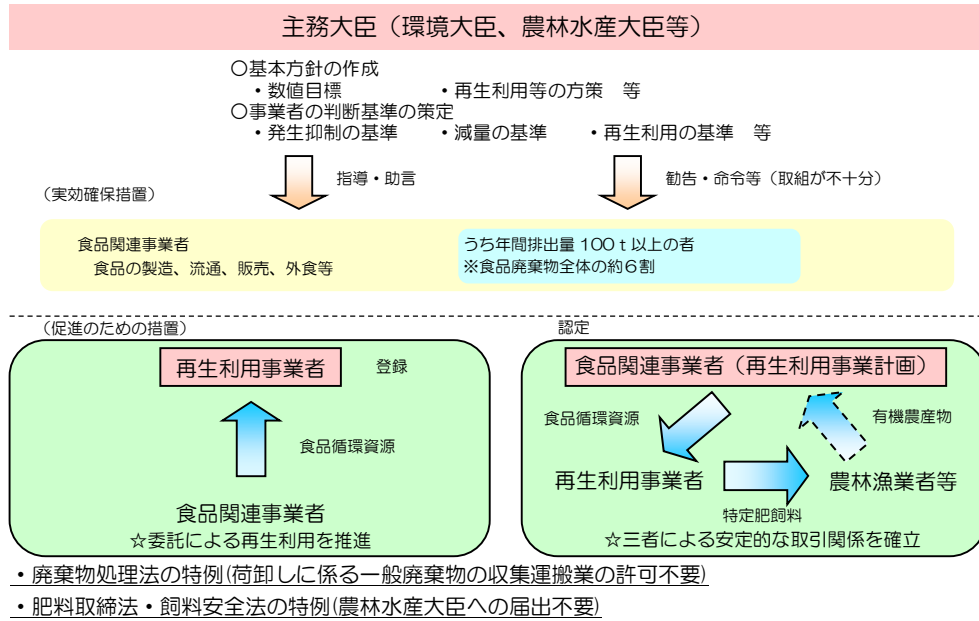 主務大臣（環境大臣、農林水産大臣等）
〇基本方針の作成
・数値目標　・再生利用等の方策　等
〇事業者の判断基準の策定
・発生抑制の基準　・減量の基準　・再生利用の基準　等
指導・助言
勧告・命令等（取組が不十分）
（実効確保措置）
食品関連事業者
食品の製造、流通、販売、外食等
うち年間排出量100ｔ以上の者
※食品廃棄物全体の約６割
（促進のための措置）
再生利用事業者
登録
食品循環資源
食品関連事業者
☆委託による再生利用を推進
認定
食品関連事業者（再生利用事業計画）
食品循環資源
有機農産物
再生利用事業者
農林漁業者等
特定肥飼料
☆三者による安定的な取引関係を確立
・廃棄物処理法の特例(荷卸しに係る一般廃棄物の収集運搬業の許可不要)
・肥料取締法・飼料安全法の特例(農林水産大臣への届出不要)